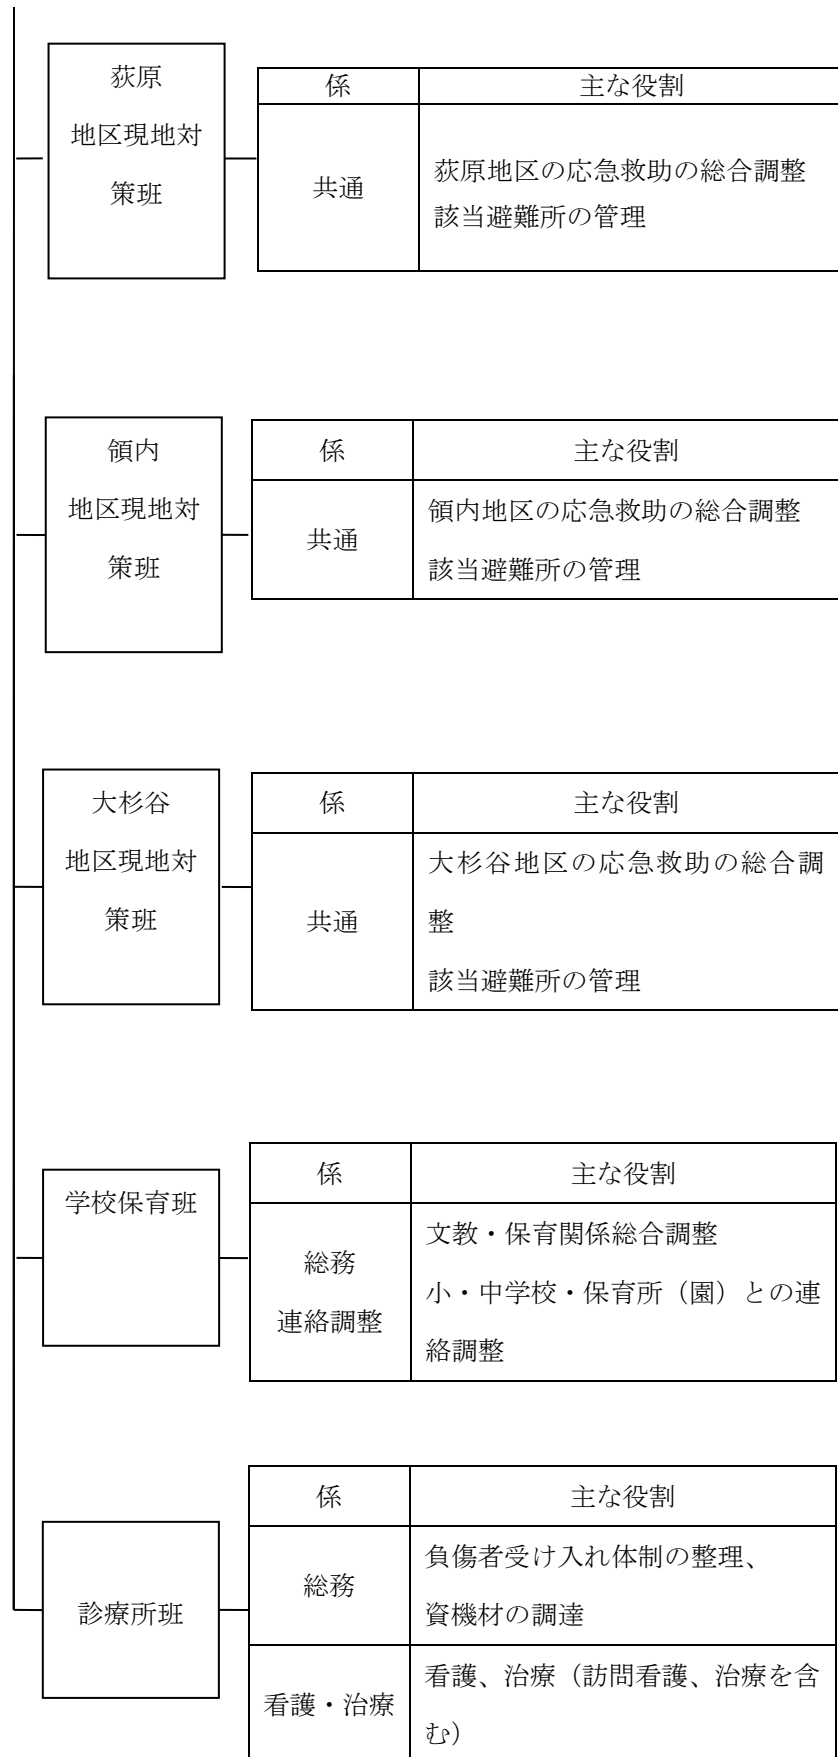 荻原
地区現地対
策班
係 主な役割
共通
荻原地区の応急救助の総合調整
該当避難所の管理
領内
地区現地対
策班
係 主な役割
共通
領内地区の応急救助の総合調整
該当避難所の管理
大杉谷
地区現地対
策班
係 主な役割
共通
大杉谷地区の応急救助の総合調
整
該当避難所の管理
学校保育班
係 主な役割
総務
連絡調整
文教・保育関係総合調整
小・中学校・保育所（園）との連
絡調整
診療所班
係 主な役割
総務
負傷者受け入れ体制の整理、
資機材の調達
看護・治療
看護、治療（訪問看護、治療を含
む）